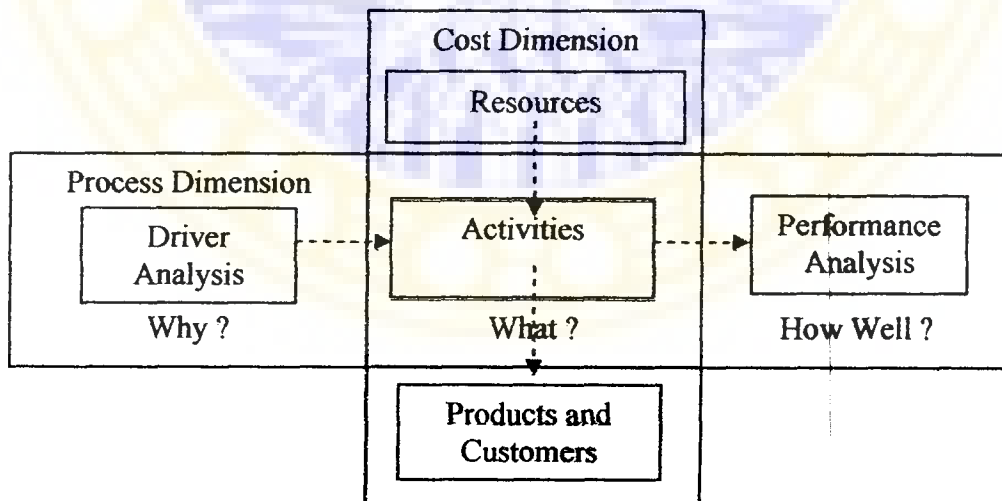 Cost Dimension
Resources
Process Dimension
Driver
Analysis
Why ?
Activities
What ?
Performance
Analysis
How Well ?
Products and
Customers